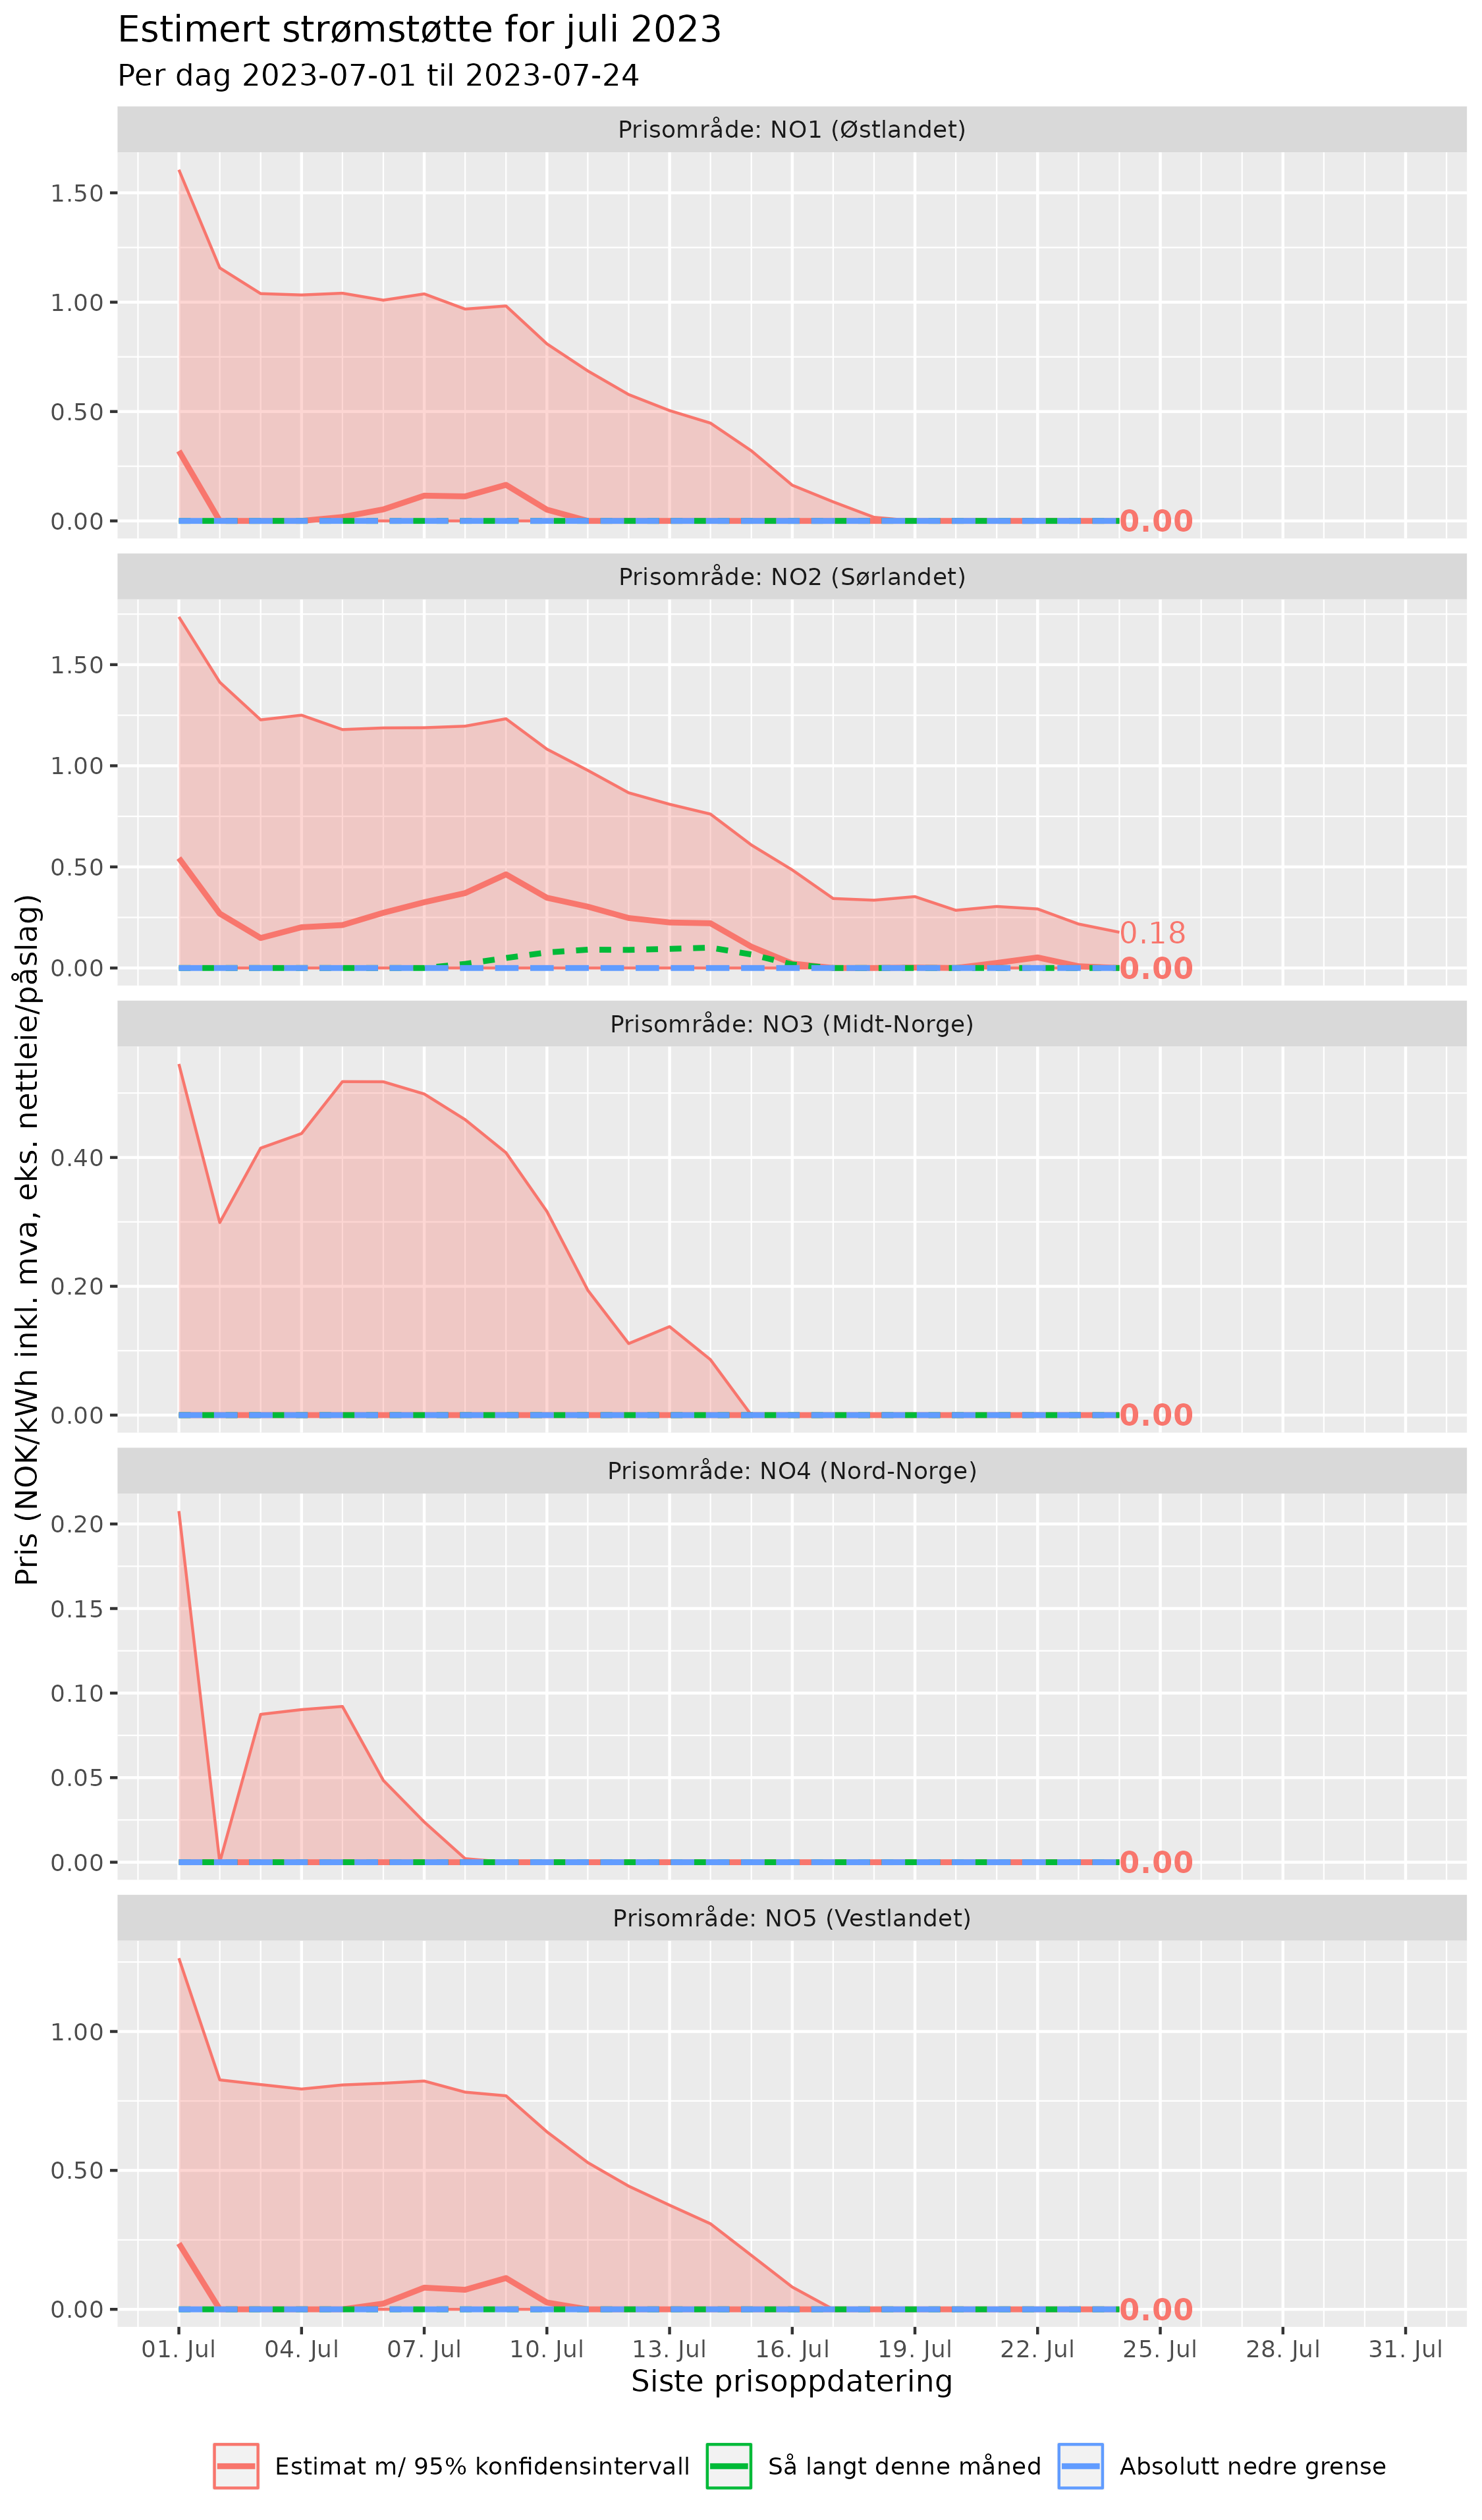 Estimert strømstøtte for juli 2023
Per dag 2023-07-01 til 2023-07-24
Pris (NOK/kWh inkl. mva, eks. nettleie/påslag)
Prisområde: NO1 (Østlandet)
1.50
1.00
0.50
0.00
0.00
Prisområde: NO2 (Sørlandet)
1.50
1.00
0.50
0.00
0.18
0.00
Prisområde: NO3 (Midt-Norge)
0.40
0.20
0.00
0.00
Prisområde: NO4 (Nord-Norge)
0.20
0.15
0.10
0.05
0.00
0.00
Prisområde: NO5 (Vestlandet)
1.00
0.50
0.00
0.00
01. Jul 04. Jul 07. Jul 10. Jul 13. Jul 16. Jul 19. Jul 22. Jul 25. Jul 28. Jul 31. Jul
Siste prisoppdatering
Estimat m/ 95% konfidensintervall Så langt denne måned Absolutt nedre grense